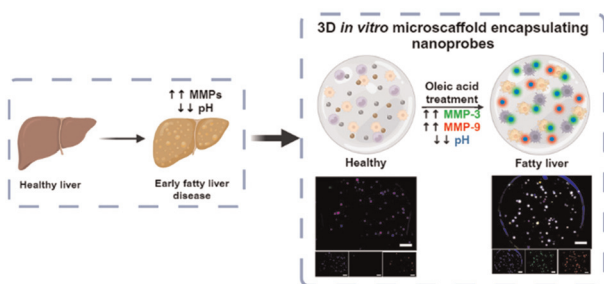 3D in vitro microscaffold encapsulating
nanoprobes
↑↑ MMPs
↓↓ pH
Healthy liver
Early fatty liver
disease
Oleic acid
treatment
↑↑ MMP-3
↑↑ MMP-9
↓↓ pH
Healthy
Fatty liver